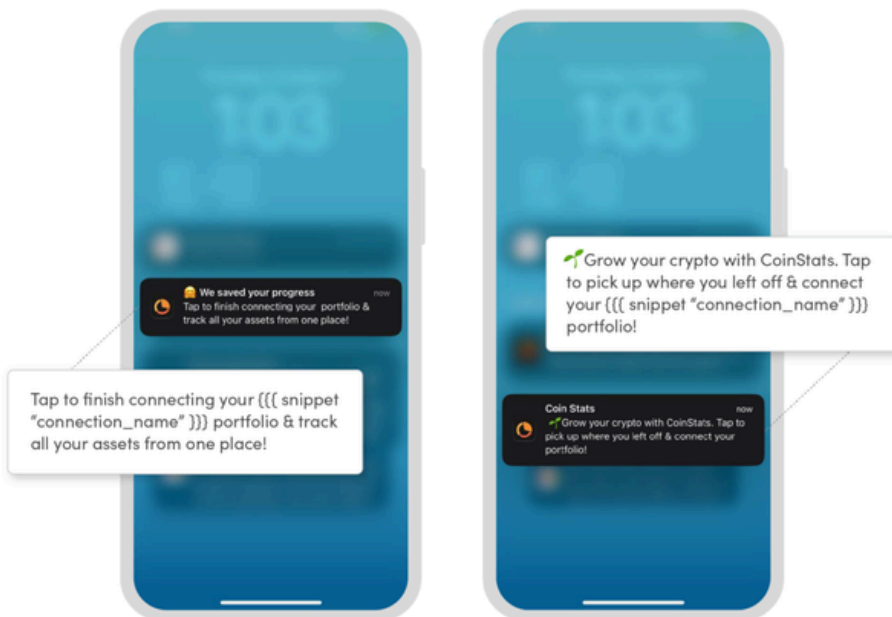 103
103
🤗 We saved your progress now
Tap to finish connecting your portfolio &
track all your assets from one place!
Tap to finish connecting your {{{ snippet
“connection_name” }}} portfolio & track
all your assets from one place!
🌱Grow your crypto with CoinStats. Tap
to pick up where you left off & connect
your {{{ snippet “connection_name” }}}
portfolio!
Coin Stats now
🌱Grow your crypto with CoinStats. Tap to
pick up where you left off & connect your
portfolio!